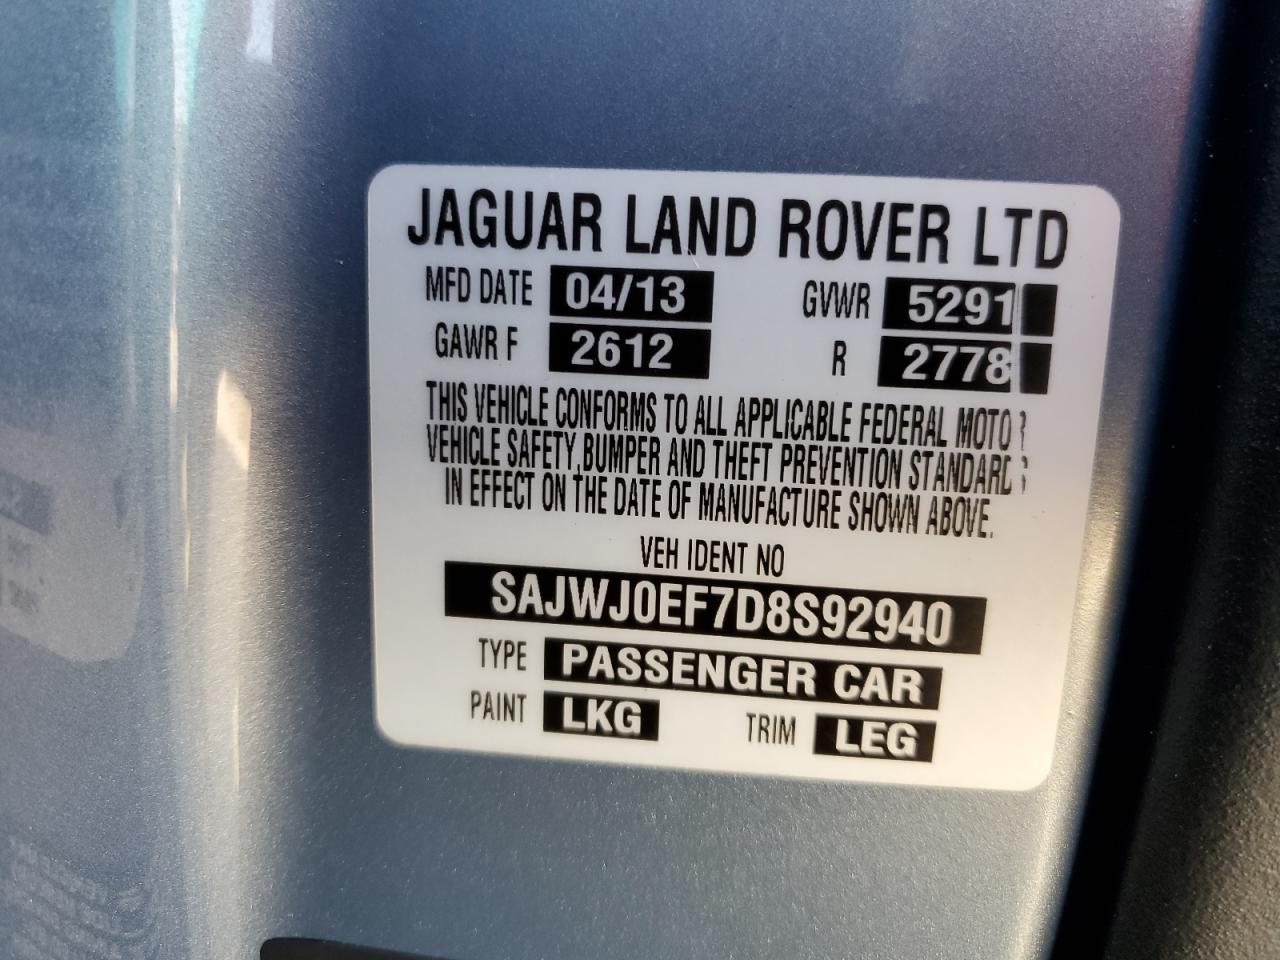 JAGUAR LAND ROVER LTD
MFD DATE 04/13 GVWR 5291
GAWR F 2612 R 2778
THIS VEHICLE CONFORMS TO ALL APPLICABLE FEDERAL MOTOR
VEHICLE SAFETY,BUMPER AND THEFT PREVENTION STANDARDS
IN EFFECT ON THE DATE OF MANUFACTURE SHOWN ABOVE.
VEH IDENT NO
SAJWJ0EF7D8S92940
TYPE PASSENGER CAR
PAINT LKG TRIM LEG